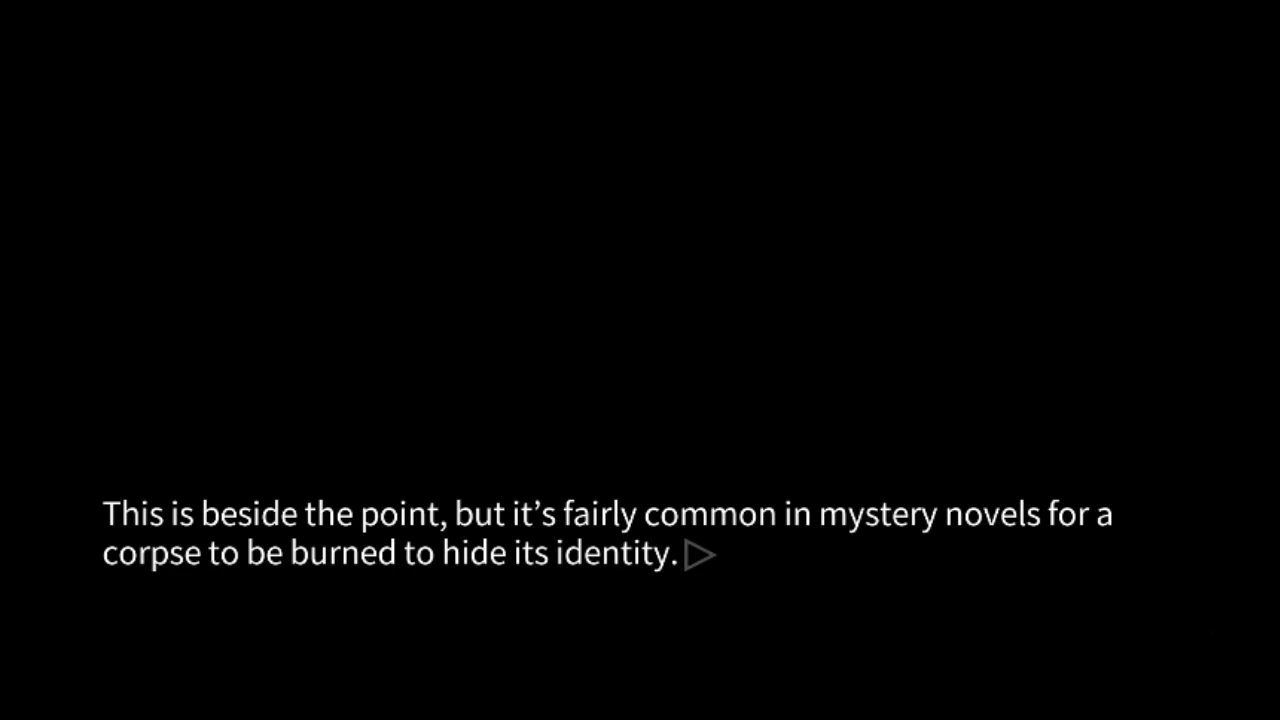 This is beside the point, but it’s fairly common in mystery novels for a
corpse to be burned to hide its identity.